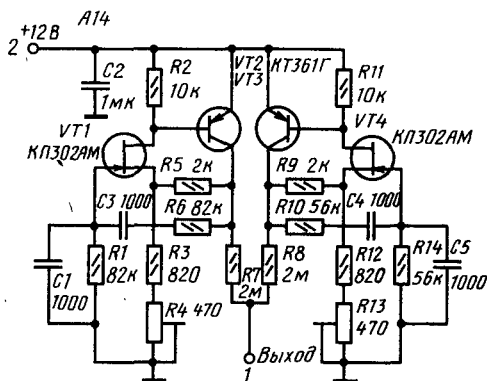 А14
+12В
2
C2
1мк
R2
10к
VT2
VT3
КТ361Г
R11
10к
VT1
КП302АМ
VT4
КП302АМ
R5 2к
R9 2к
C3 1000
R6 82к
R10 56к
C4 1000
R1
82к
R3
820
R7
2м
R8
2м
R12
820
R14
56к
C5
1000
C1
1000
R4 470
R13
470
Выход
1